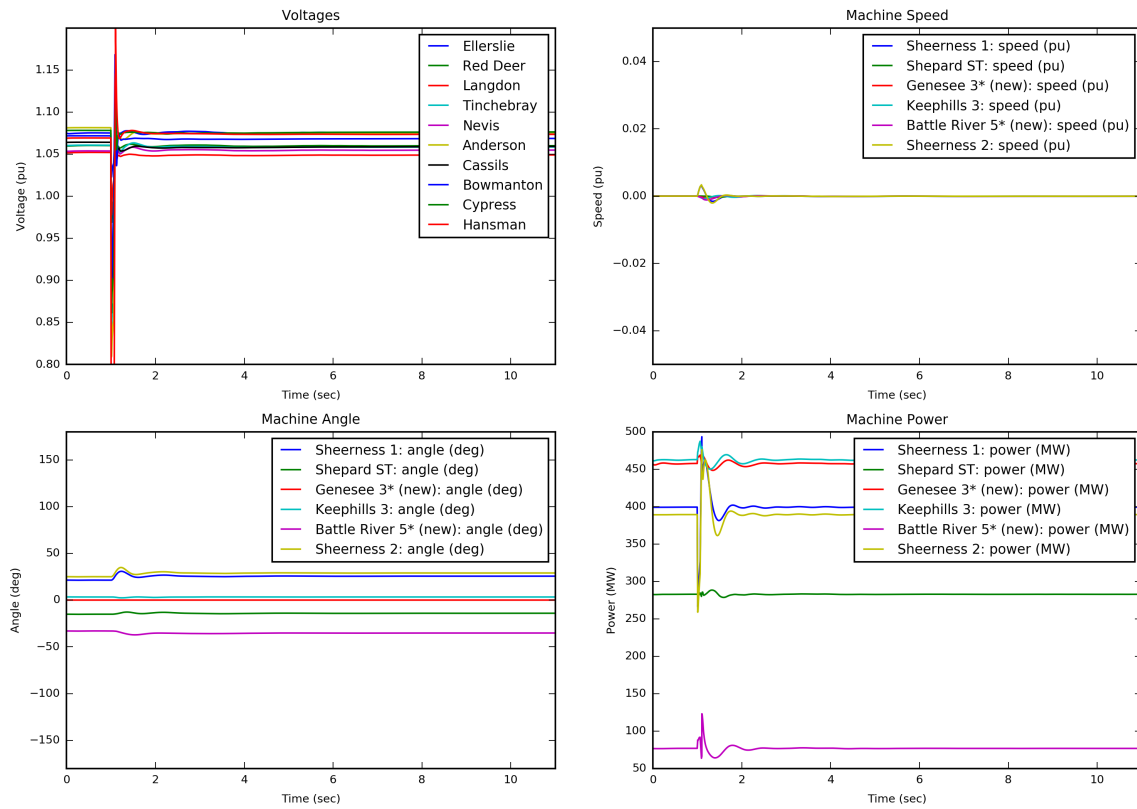 Voltages
1.15
1.10
1.05
1.00
0.95
0.90
0.85
0.80
Voltage (pu)
0
2
4
6
8
10
Time (sec)
Ellerslie
Red Deer
Langdon
Tinchebray
Nevis
Anderson
Cassils
Bowmanton
Cypress
Hansman
Machine Speed
0.04
0.02
0.00
−0.02
−0.04
Speed (pu)
0
2
4
6
8
10
Time (sec)
Sheerness 1: speed (pu)
Shepard ST: speed (pu)
Genesee 3* (new): speed (pu)
Keephills 3: speed (pu)
Battle River 5* (new): speed (pu)
Sheerness 2: speed (pu)
Machine Angle
150
100
50
0
−50
−100
−150
Angle (deg)
0
2
4
6
8
10
Time (sec)
Sheerness 1: angle (deg)
Shepard ST: angle (deg)
Genesee 3* (new): angle (deg)
Keephills 3: angle (deg)
Battle River 5* (new): angle (deg)
Sheerness 2: angle (deg)
Machine Power
500
450
400
350
300
250
200
150
100
50
Power (MW)
0
2
4
6
8
10
Time (sec)
Sheerness 1: power (MW)
Shepard ST: power (MW)
Genesee 3* (new): power (MW)
Keephills 3: power (MW)
Battle River 5* (new): power (MW)
Sheerness 2: power (MW)